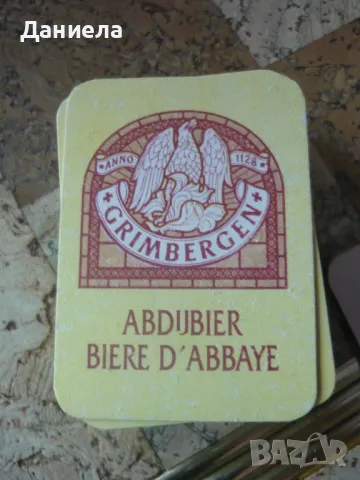 Даниела
ANNO 1128
GRIMBERGEN
ABDIJBIER
BIERE D'ABBAYE
BAZAR